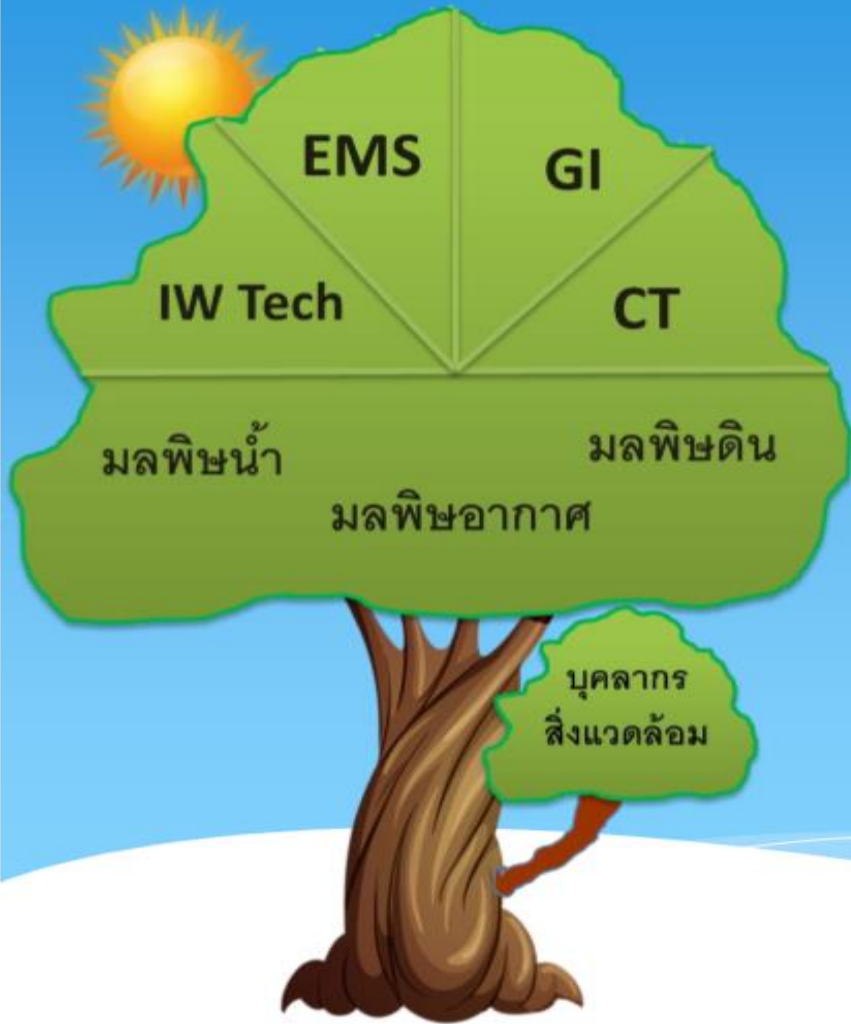 EMS
GI
IW Tech
CT
มลพิษน้ำ
มลพิษดิน
มลพิษอากาศ
บุคลากร
สิ่งแวดล้อม